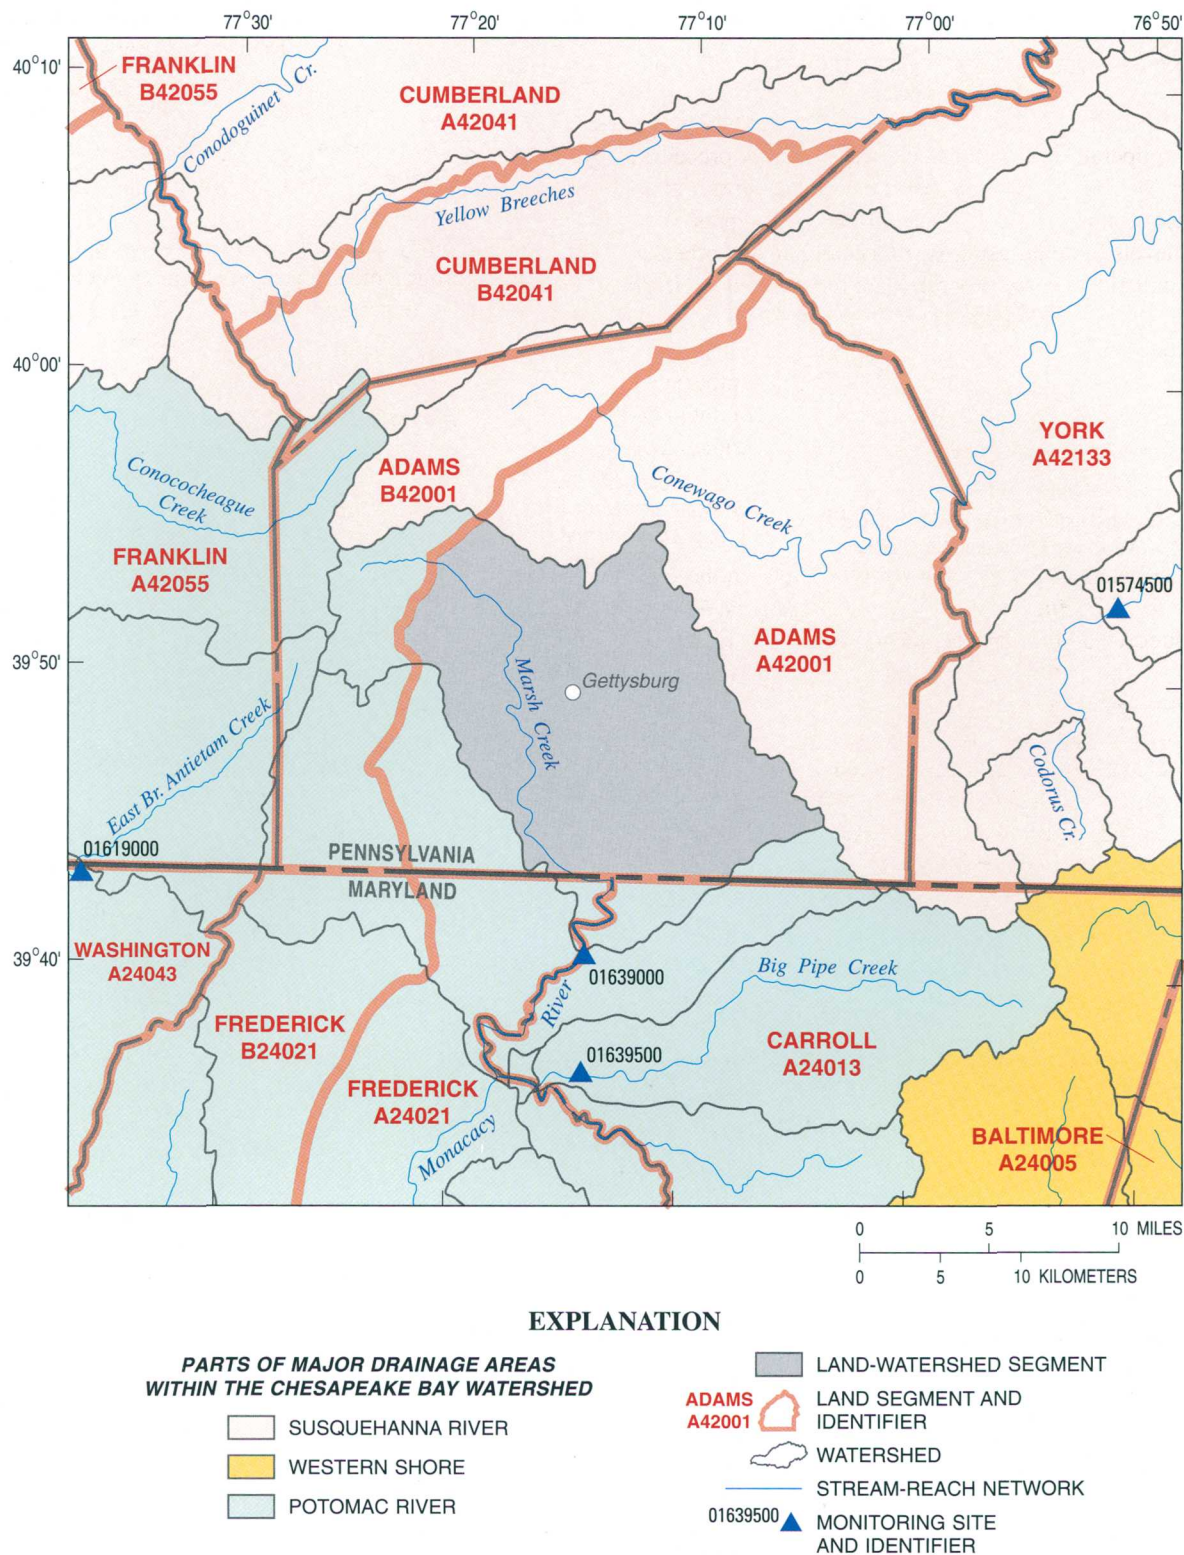 77°30' 77°20' 77°10' 77°00' 76°50'
40°10'
FRANKLIN
B42055
Conodoguinet Cr.
CUMBERLAND
A42041
Yellow Breeches
CUMBERLAND
B42041
40°00'
YORK
A42133
ADAMS
B42001
Conewago Creek
Conococheague
Creek
FRANKLIN
A42055
01574500
ADAMS
A42001
39°50'
Gettysburg
Marsh Creek
East Br. Antietam Creek
Codorus Cr.
01619000
PENNSYLVANIA
MARYLAND
WASHINGTON
A24043
39°40'
01639000
Big Pipe Creek
River
FREDERICK
B24021
01639500
CARROLL
A24013
FREDERICK
A24021
Monacacy
BALTIMORE
A24005
0 5 10 MILES
0 5 10 KILOMETERS
EXPLANATION
PARTS OF MAJOR DRAINAGE AREAS
WITHIN THE CHESAPEAKE BAY WATERSHED
SUSQUEHANNA RIVER
WESTERN SHORE
POTOMAC RIVER
LAND-WATERSHED SEGMENT
ADAMS
A42001
LAND SEGMENT AND
IDENTIFIER
WATERSHED
STREAM-REACH NETWORK
01639500
MONITORING SITE
AND IDENTIFIER